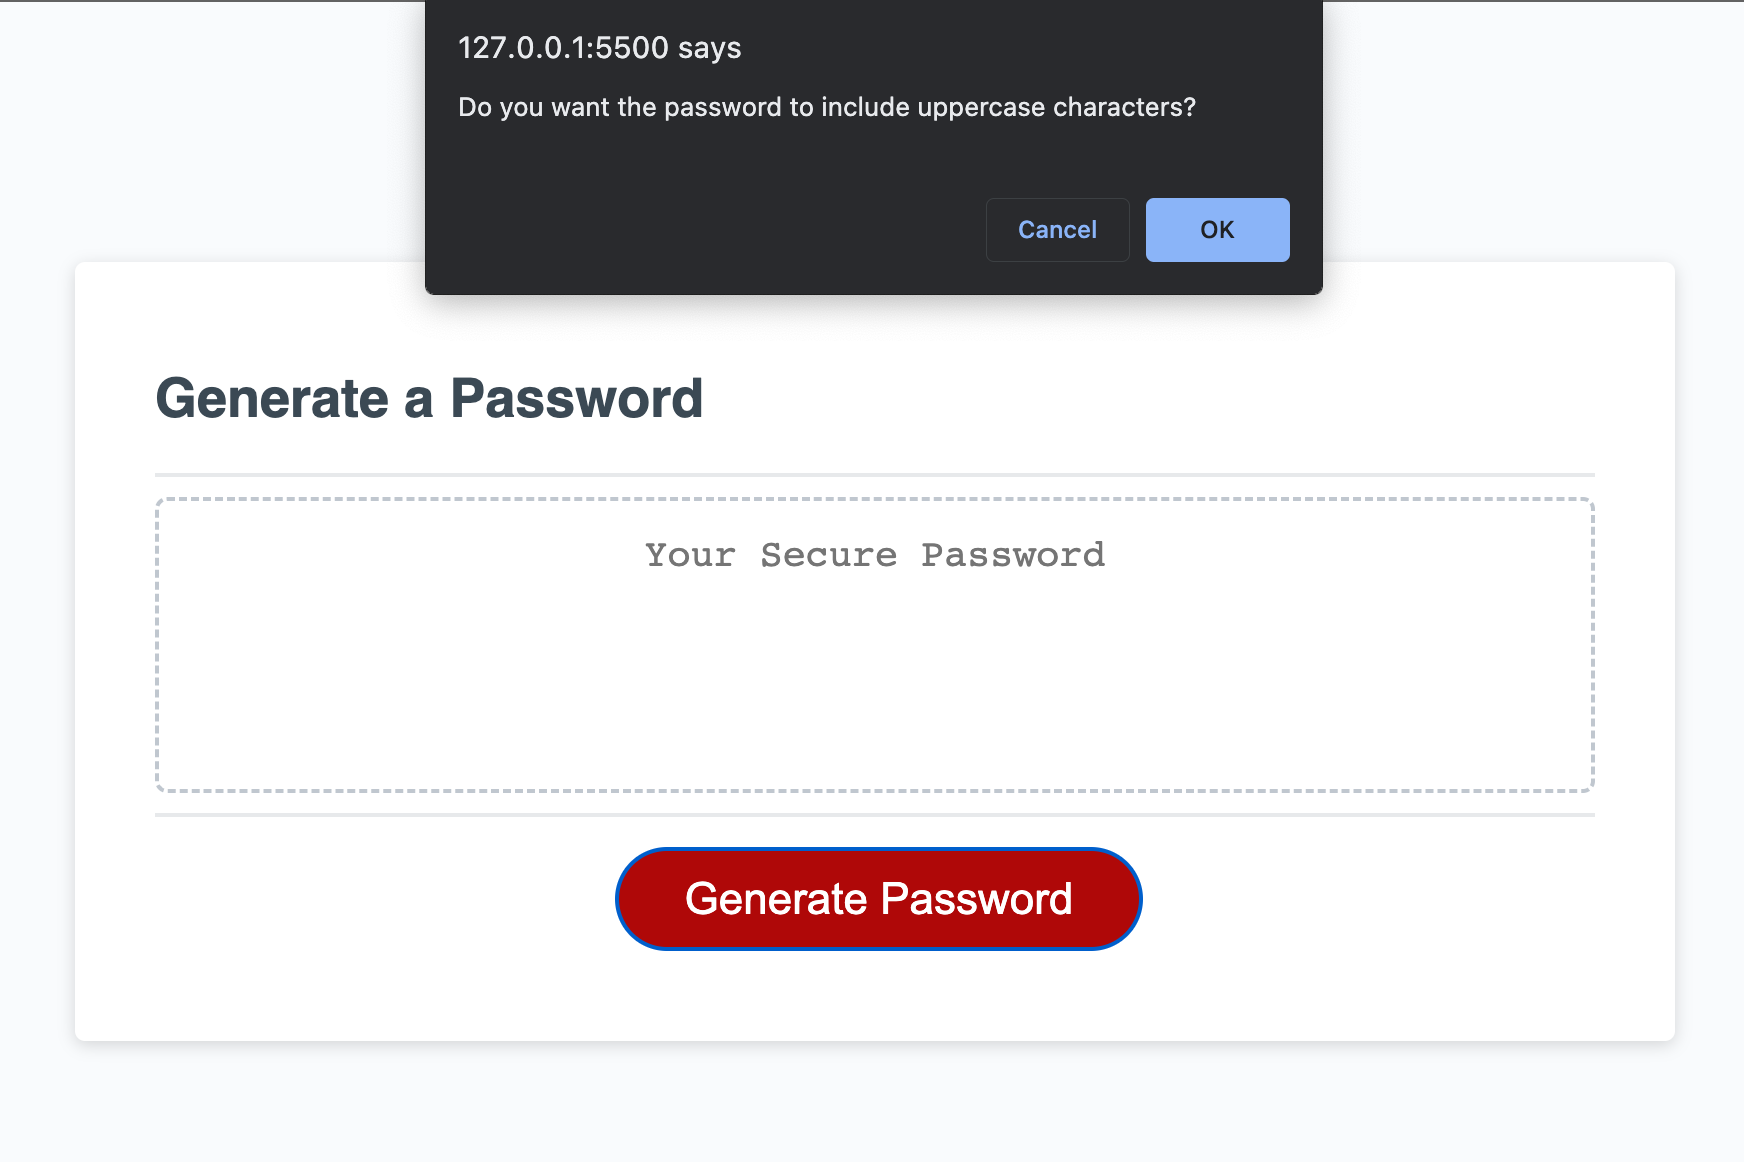 127.0.0.1:5500 says
Do you want the password to include uppercase characters?
Cancel
OK
Generate a Password
Your Secure Password
Generate Password